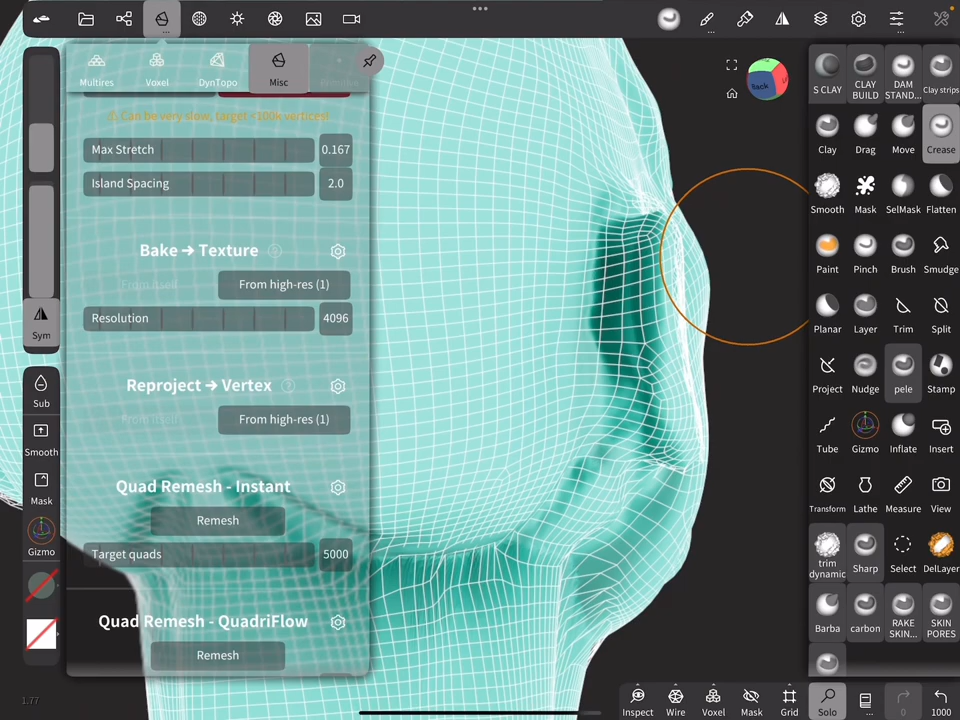 Multires
Voxel
DynTopo
Misc
⚠ Can be very slow, target <100k vertices!
Max Stretch
0.167
Island Spacing
2.0
Bake → Texture
From itself
From high-res (1)
Resolution
4096
Reproject → Vertex
From itself
From high-res (1)
Quad Remesh - Instant
Remesh
Target quads
5000
Quad Remesh - QuadriFlow
Remesh
Sym
Sub
Smooth
Mask
Gizmo
1.77
Back
S CLAY
CLAY BUILD
DAM STAND...
Clay strips
Clay
Drag
Move
Crease
Smooth
Mask
SelMask
Flatten
Paint
Pinch
Brush
Smudge
Planar
Layer
Trim
Split
Project
Nudge
pele
Stamp
Tube
Gizmo
Inflate
Insert
Transform
Lathe
Measure
View
trim dynamic
Sharp
Select
DelLayer
Barba
carbon
RAKE SKIN...
SKIN PORES
Inspect
Wire
Voxel
Mask
Grid
Solo
...
0
1000